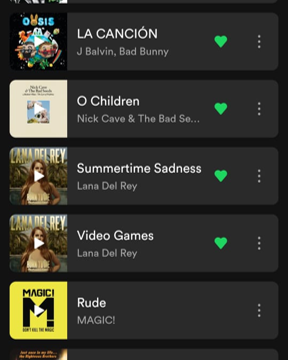 OASIS
LA CANCIÓN
J Balvin, Bad Bunny
O Children
Nick Cave & The Bad Se...
LANA DEL REY
Summertime Sadness
Lana Del Rey
LANA DEL REY
Video Games
Lana Del Rey
MAGIC!
DON'T KILL THE MAGIC
Rude
MAGIC!